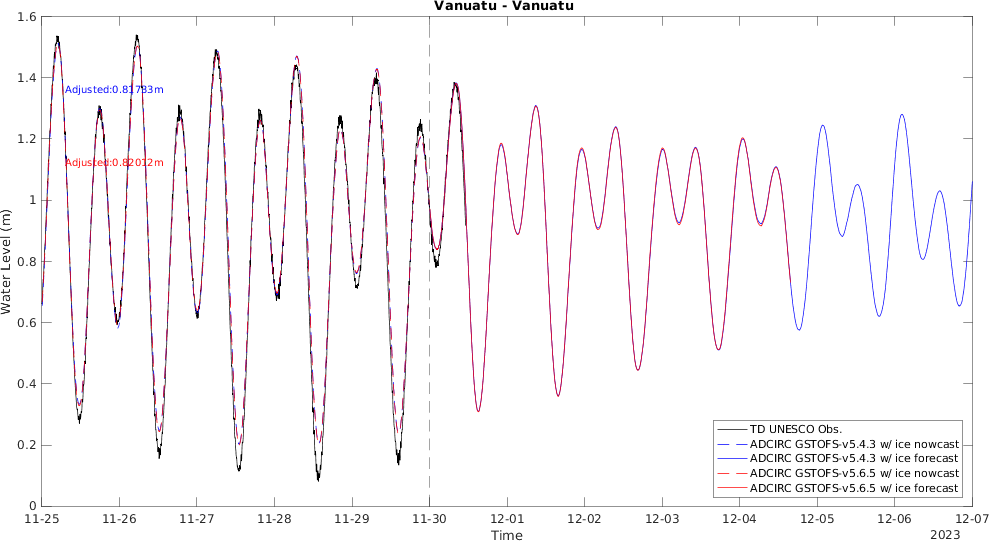 Vanuatu - Vanuatu
1.6
1.4
1.2
1
0.8
0.6
0.4
0.2
0
Water Level (m)
Adjusted:0.81783m
Adjusted:0.82012m
TD UNESCO Obs.
ADCIRC GSTOFS-v5.4.3 w/ ice nowcast
ADCIRC GSTOFS-v5.4.3 w/ ice forecast
ADCIRC GSTOFS-v5.6.5 w/ ice nowcast
ADCIRC GSTOFS-v5.6.5 w/ ice forecast
11-25 11-26 11-27 11-28 11-29 11-30 12-01 12-02 12-03 12-04 12-05 12-06 12-07
Time
2023